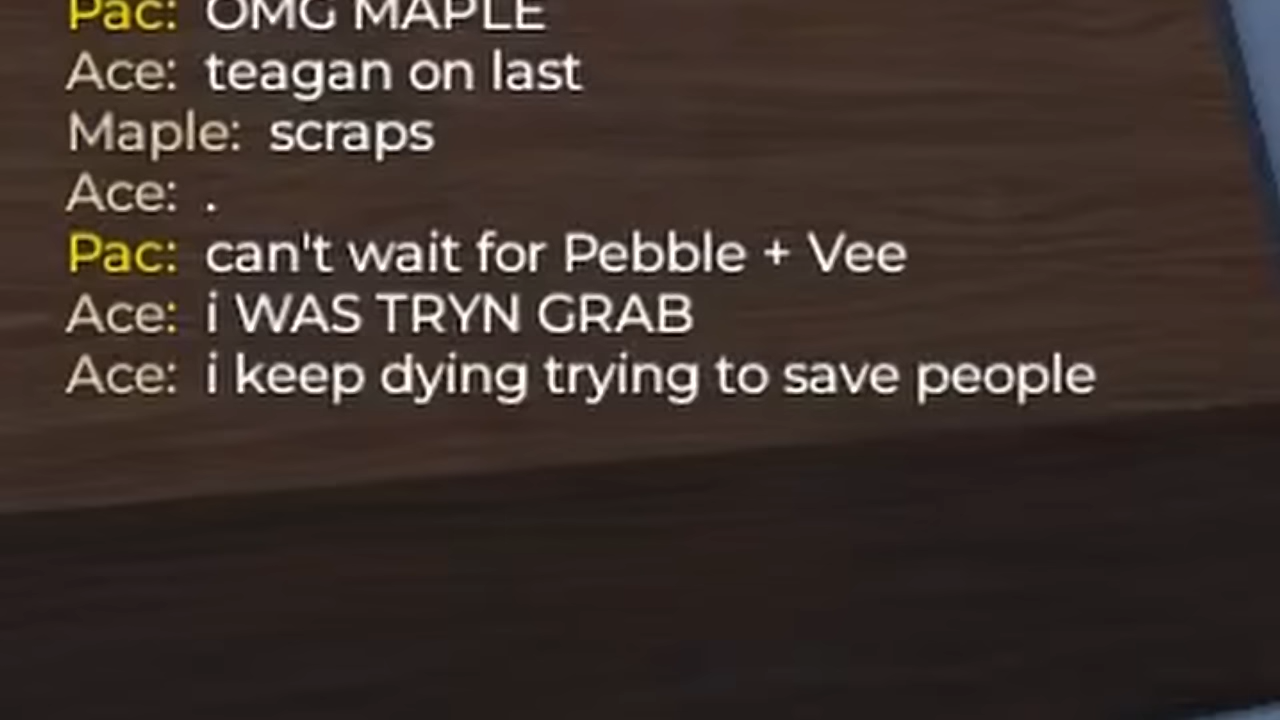 Pac: OMG MAPLE
Ace: teagan on last
Maple: scraps
Ace: .
Pac: can't wait for Pebble + Vee
Ace: i WAS TRYN GRAB
Ace: i keep dying trying to save people